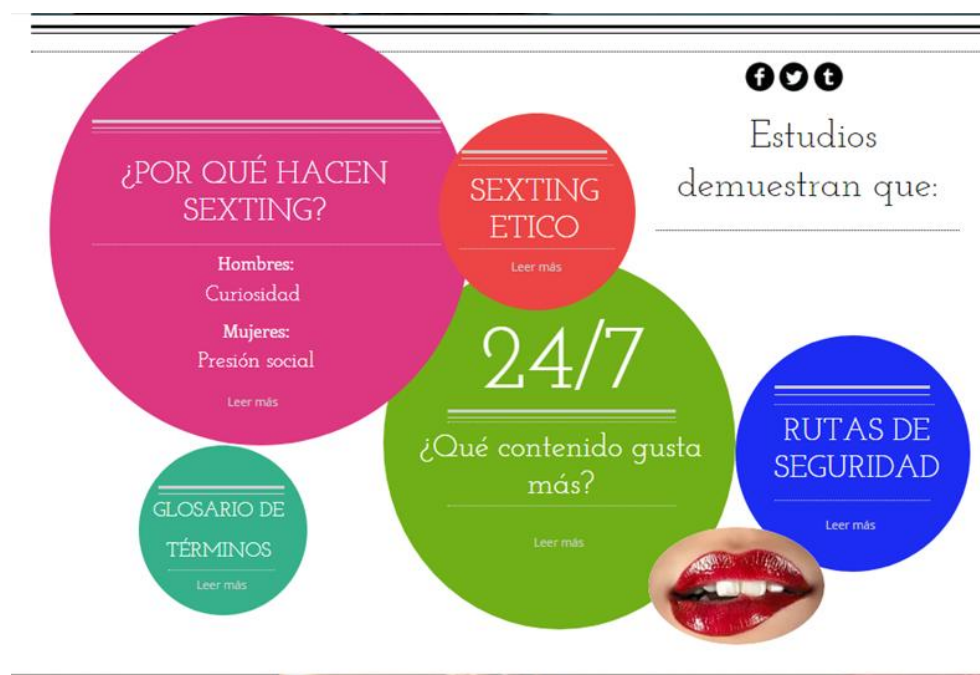 f t
Estudios
demuestran que:
¿POR QUÉ HACEN
SEXTING?
Hombres:
Curiosidad
Mujeres:
Presión social
Leer más
SEXTING
ETICO
Leer más
24/7
¿Qué contenido gusta
más?
Leer más
RUTAS DE
SEGURIDAD
Leer más
GLOSARIO DE
TÉRMINOS
Leer más